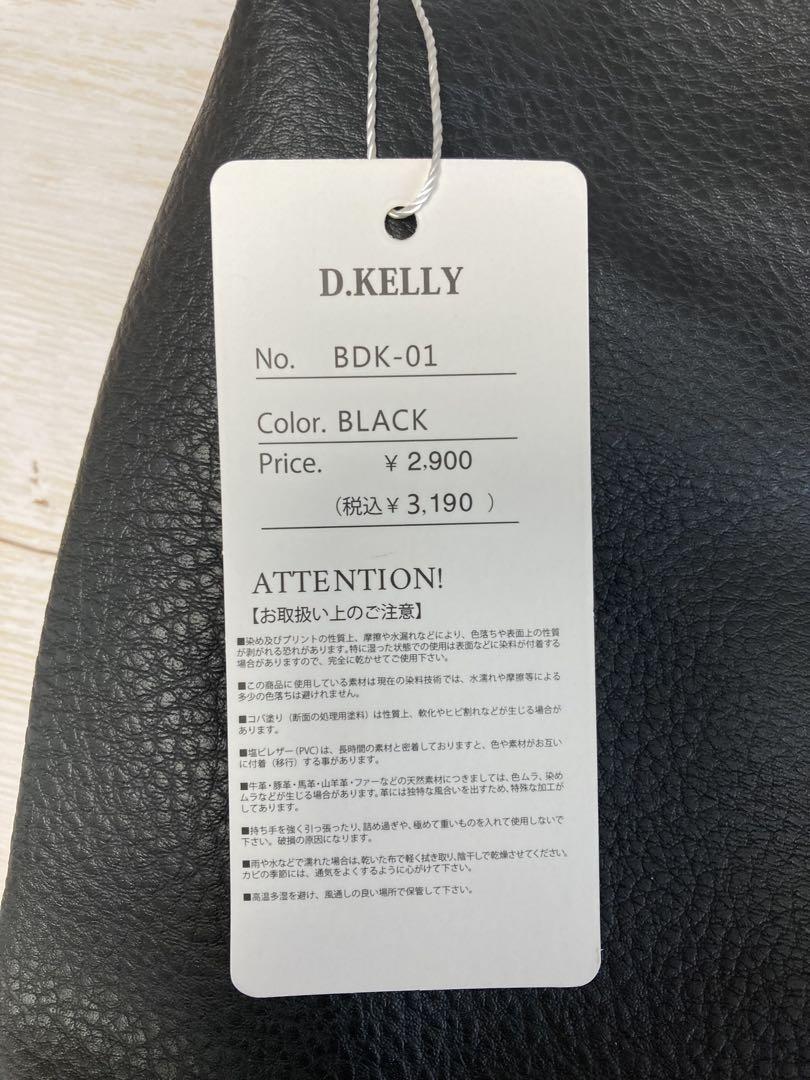 D.KELLY
No. BDK-01
Color. BLACK
Price. ¥ 2,900
(税込¥ 3,190 )
ATTENTION!
【お取扱い上のご注意】
■染め及びプリントの性質上、摩擦や水漏れなどにより、色落ちや表面上の性質
が剥がれる恐れがあります。特に湿った状態での使用は表面などに染料が付着する
場合がありますので、完全に乾かせてご使用下さい。
■この商品に使用している素材は現在の染料技術では、水濡れや摩擦等による
多少の色落ちは避けれません。
■コバ塗り（断面の処理用塗料）は性質上、軟化やヒビ割れなどが生じる場合が
あります。
■塩ビレザー（PVC）は、長時間の素材と密着しておりますと、色や素材がお互い
に付着（移行）する事があります。
■牛革・豚革・馬革・山羊革・ファーなどの天然素材につきましては、色ムラ、染め
ムラなどが生じる場合があります。革には独特な風合いを出すため、特殊な加工が
してあります。
■持ち手を強く引っ張ったり、詰め過ぎや、極めて重いものを入れて使用しないで
下さい。破損の原因になります。
■雨や水などで濡れた場合は、乾いた布で軽く拭き取り、陰干しで乾燥させてください。
カビの季節には、通気をよくするように心がけて下さい。
■高温多湿を避け、風通しの良い場所で保管して下さい。